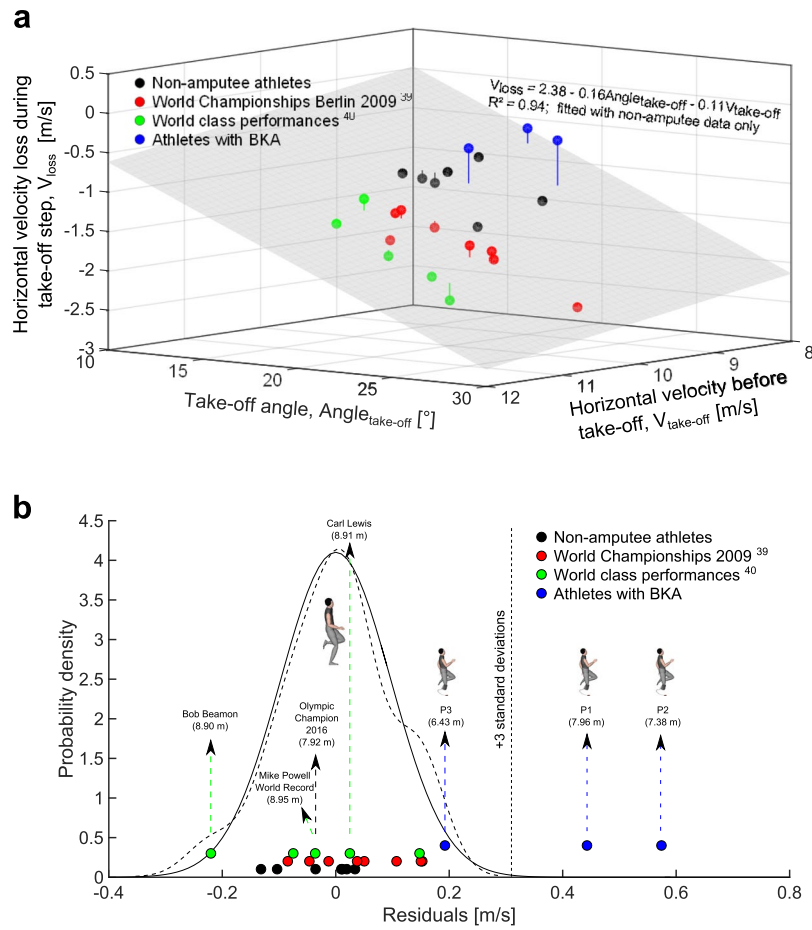 a
Horizontal velocity loss during
take-off step, Vloss [m/s]
0.5
0
-0.5
-1
-1.5
-2
-2.5
-3
Non-amputee athletes
World Championships Berlin 2009 39
World class performances 40
Athletes with BKA
Vloss = 2.38 - 0.16Angletake-off - 0.11Vtake-off
R² = 0.94; fitted with non-amputee data only
10
15
20
25
30
12
11
10
9
8
Take-off angle, Angletake-off [°]
Horizontal velocity before
take-off, Vtake-off [m/s]
b
Probability density
4.5
4
3.5
3
2.5
2
1.5
1
0.5
0
Carl Lewis
(8.91 m)
Non-amputee athletes
World Championships 2009 39
World class performances 40
Athletes with BKA
+3 standard deviations
Bob Beamon
(8.90 m)
Olympic
Champion
2016
(7.92 m)
Mike Powell
World Record
(8.95 m)
P3
(6.43 m)
P1
(7.96 m)
P2
(7.38 m)
-0.4
-0.2
0
0.2
0.4
0.6
0.8
Residuals [m/s]